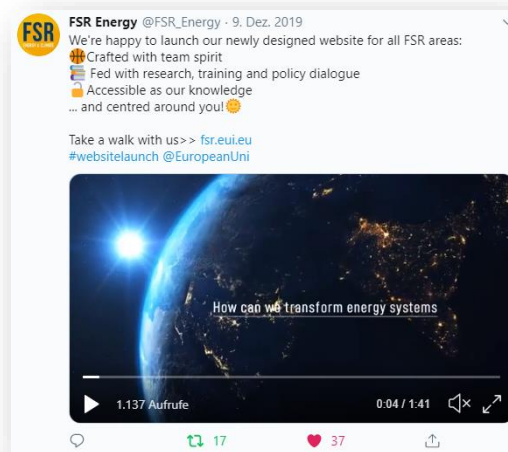 FSR
FSR Energy @FSR_Energy · 9. Dez. 2019
We're happy to launch our newly designed website for all FSR areas:
Crafted with team spirit
Fed with research, training and policy dialogue
Accessible as our knowledge
... and centred around you!
Take a walk with us>> fsr.eui.eu
#websitelaunch @EuropeanUni
How can we transform energy systems
1.137 Aufrufe
0:04 / 1:41
17
37